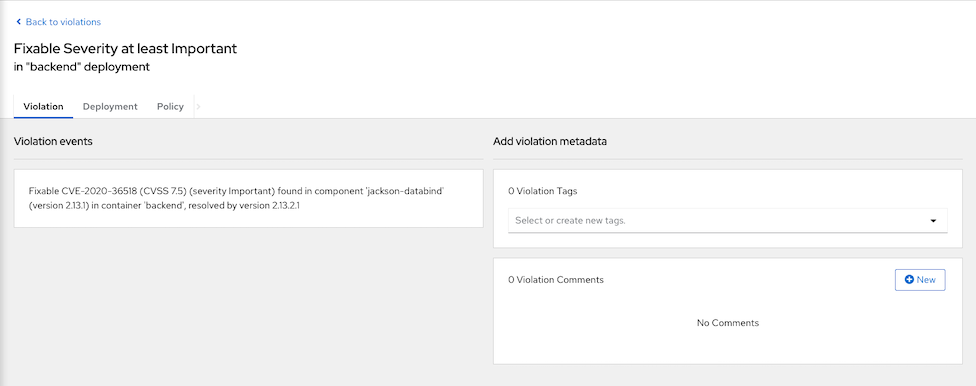 Back to violations
Fixable Severity at least Important
in "backend" deployment
Violation Deployment Policy
Violation events
Fixable CVE-2020-36518 (CVSS 7.5) (severity Important) found in component 'jackson-databind'
(version 2.13.1) in container 'backend', resolved by version 2.13.2.1
Add violation metadata
0 Violation Tags
Select or create new tags.
0 Violation Comments
New
No Comments